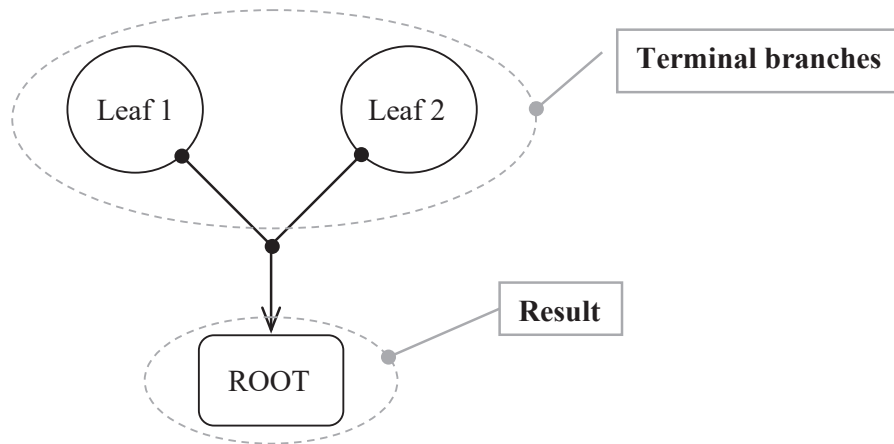 Terminal branches
Leaf 1
Leaf 2
Result
ROOT